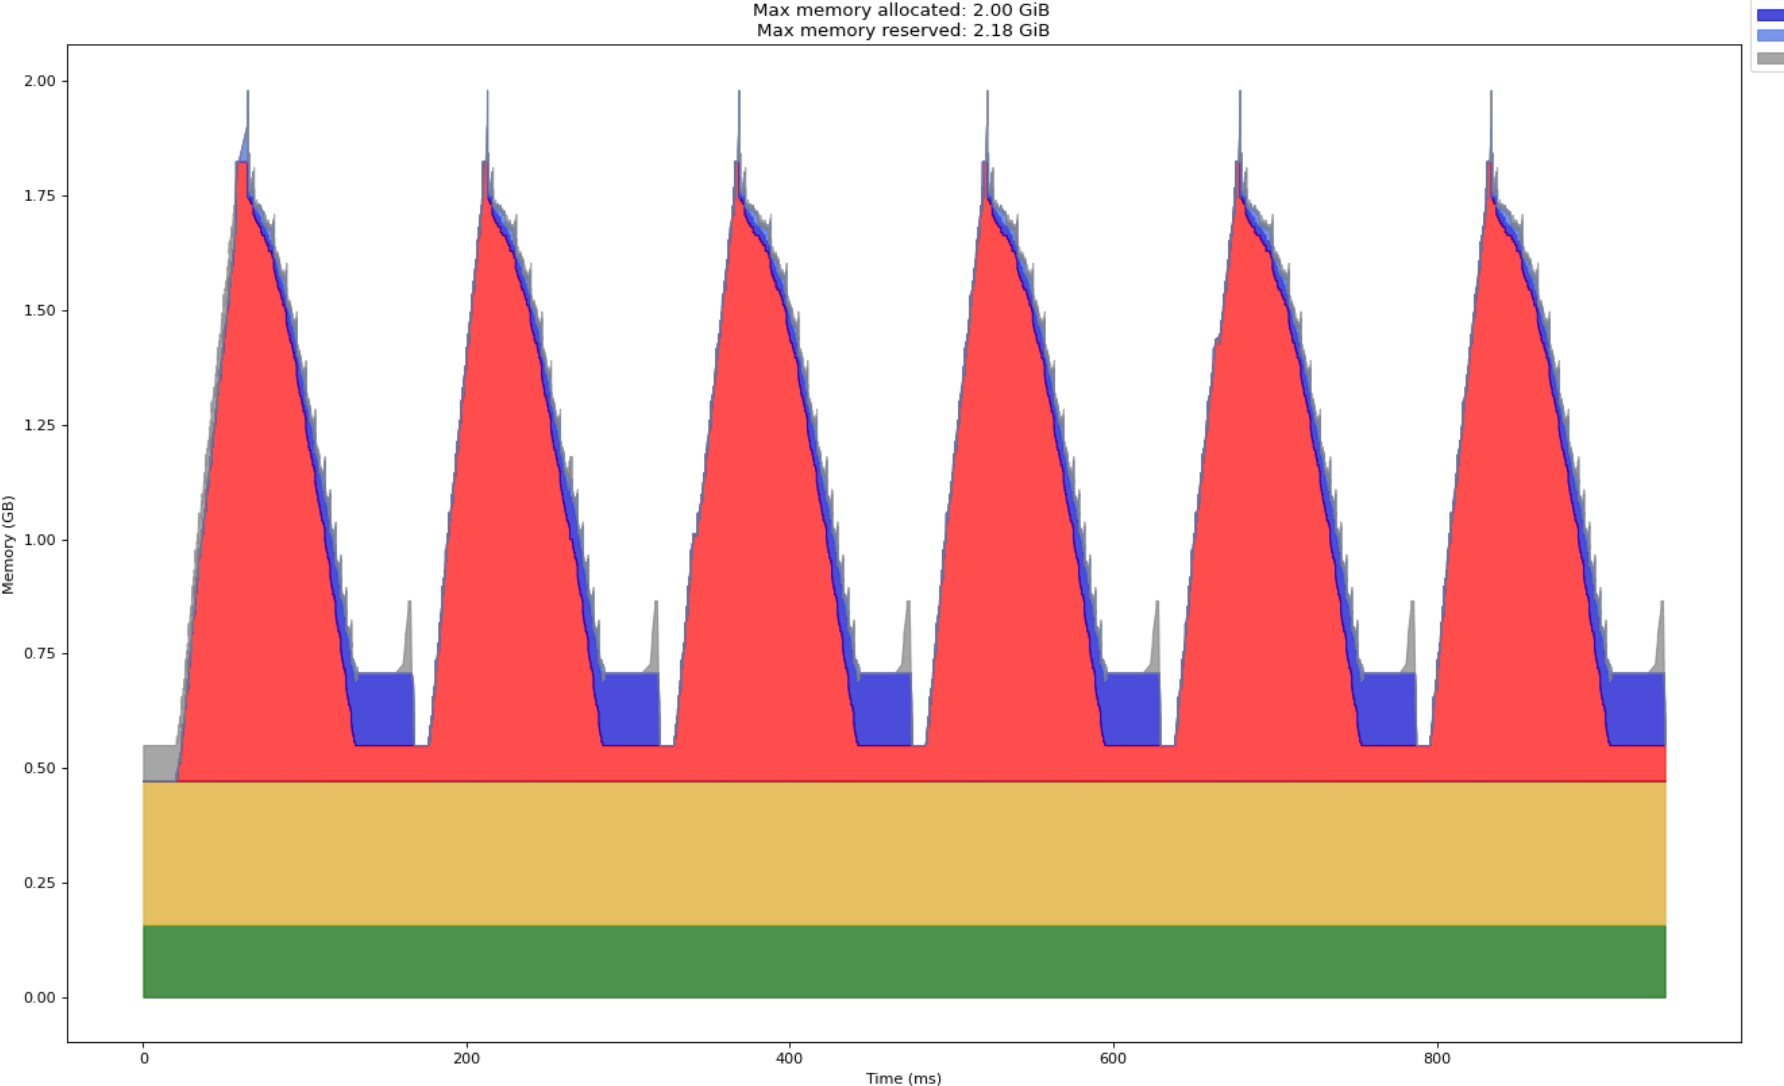 Max memory allocated: 2.00 GiB
Max memory reserved: 2.18 GiB
2.00
1.75
1.50
1.25
1.00
0.75
0.50
0.25
0.00
Memory (GB)
0 200 400 600 800
Time (ms)